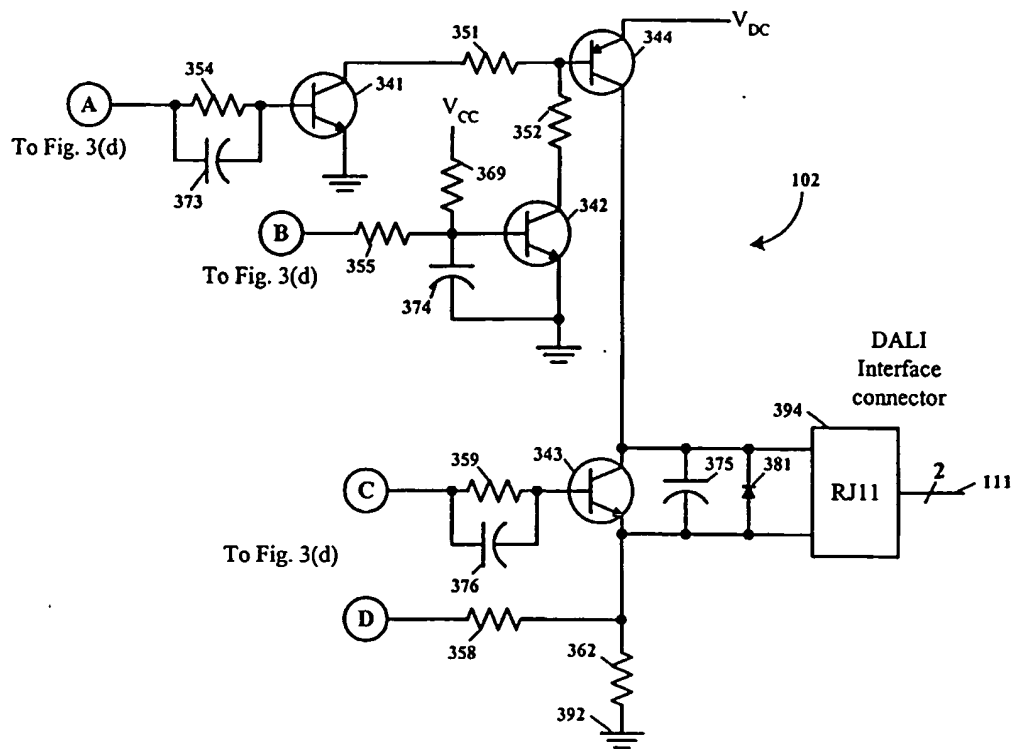 351
344
V_DC
354
341
A
To Fig. 3(d)
373
V_CC
352
369
342
102
B
355
To Fig. 3(d)
374
DALI
Interface
connector
394
359
343
375
381
C
RJ11
2
111
To Fig. 3(d)
376
D
358
362
392